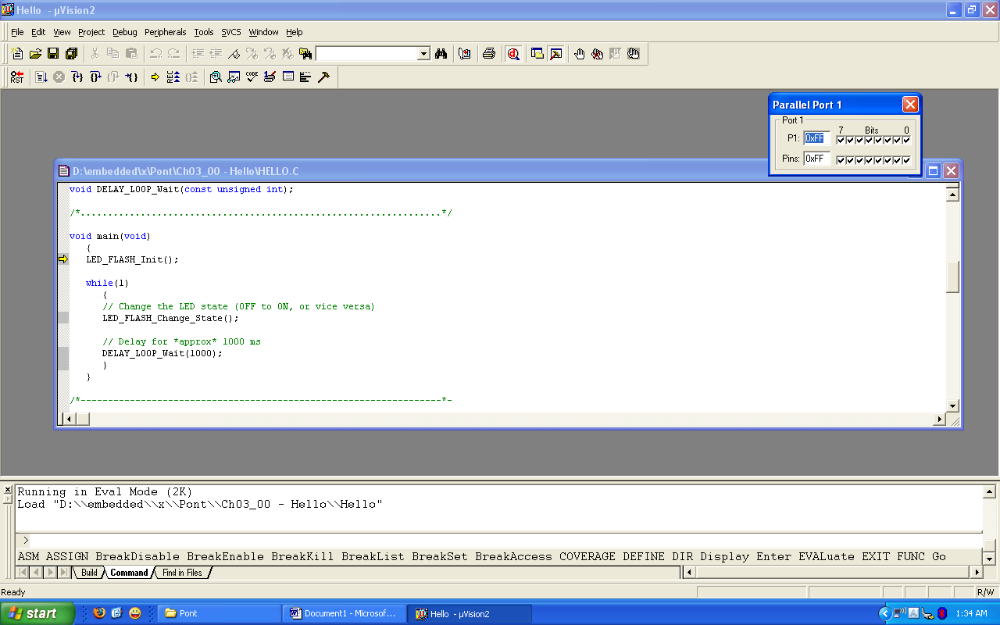 Hello - µVision2
File Edit View Project Debug Peripherals Tools SVCS Window Help
RST CODE
Parallel Port 1
Port 1
7 Bits 0
P1: 0xFF
Pins: 0xFF
D:\embedded\x\Pont\Ch03_00 - Hello\HELLO.C
void DELAY_LOOP_Wait(const unsigned int);
/*..................................................................*/
void main(void)
{
LED_FLASH_Init();
while(1)
{
// Change the LED state (OFF to ON, or vice versa)
LED_FLASH_Change_State();
// Delay for *approx* 1000 ms
DELAY_LOOP_Wait(1000);
}
}
/*------------------------------------------------------------------*-
Running in Eval Mode (2K)
Load "D:\\embedded\\x\\Pont\\Ch03_00 - Hello\\Hello"
>
ASM ASSIGN BreakDisable BreakEnable BreakKill BreakList BreakSet BreakAccess COVERAGE DEFINE DIR Display Enter EVALuate EXIT FUNC Go
Build Command Find in Files
Ready R/W
start Pont Document1 - Microsof... Hello - µVision2 1:34 AM